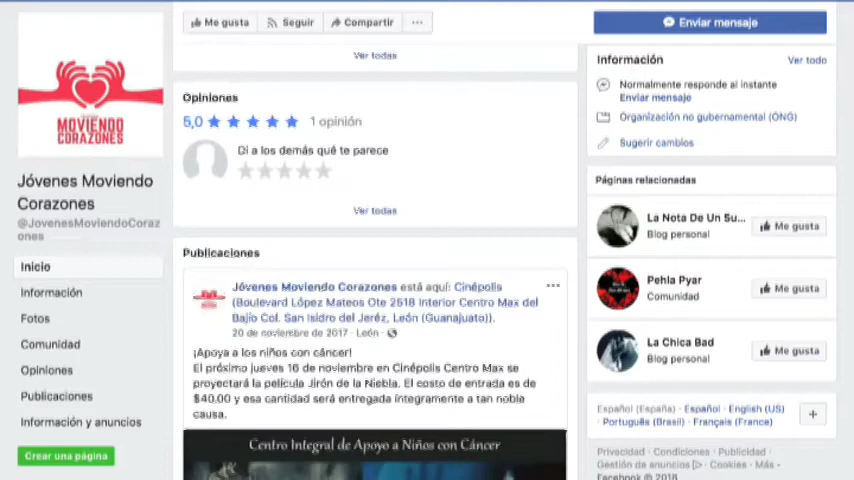 Me gusta
Seguir
Compartir
Enviar mensaje
MOVIENDO
CORAZONES
Jóvenes Moviendo
Corazones
@JovenesMoviendoCoraz
ones
Inicio
Información
Fotos
Comunidad
Opiniones
Publicaciones
Información y anuncios
Crear una página
Ver todas
Opiniones
5,0 1 opinión
Di a los demás qué te parece
Ver todas
Publicaciones
Jóvenes Moviendo Corazones está aquí: Cinépolis
(Boulevard López Mateos Ote 2518 Interior Centro Max del
Bajío Col. San Isidro del Jeréz, León (Guanajuato)).
20 de noviembre de 2017 · León ·
¡Apoya a los niños con cáncer!
El próximo jueves 16 de noviembre en Cinépolis Centro Max se
proyectará la película Jirón de la Niebla. El costo de entrada es de
$40.00 y esa cantidad será entregada íntegramente a tan noble
causa.
Centro Integral de Apoyo a Niños con Cáncer
Información Ver todo
Normalmente responde al instante
Enviar mensaje
Organización no gubernamental (ONG)
Sugerir cambios
Páginas relacionadas
La Nota De Un Su...
Blog personal
Me gusta
Pehla Pyar
Comunidad
Me gusta
La Chica Bad
Blog personal
Me gusta
Español (España) · Español · English (US)
· Português (Brasil) · Français (France)
Privacidad · Condiciones · Publicidad ·
Gestión de anuncios · Cookies · Más ·
Facebook © 2018